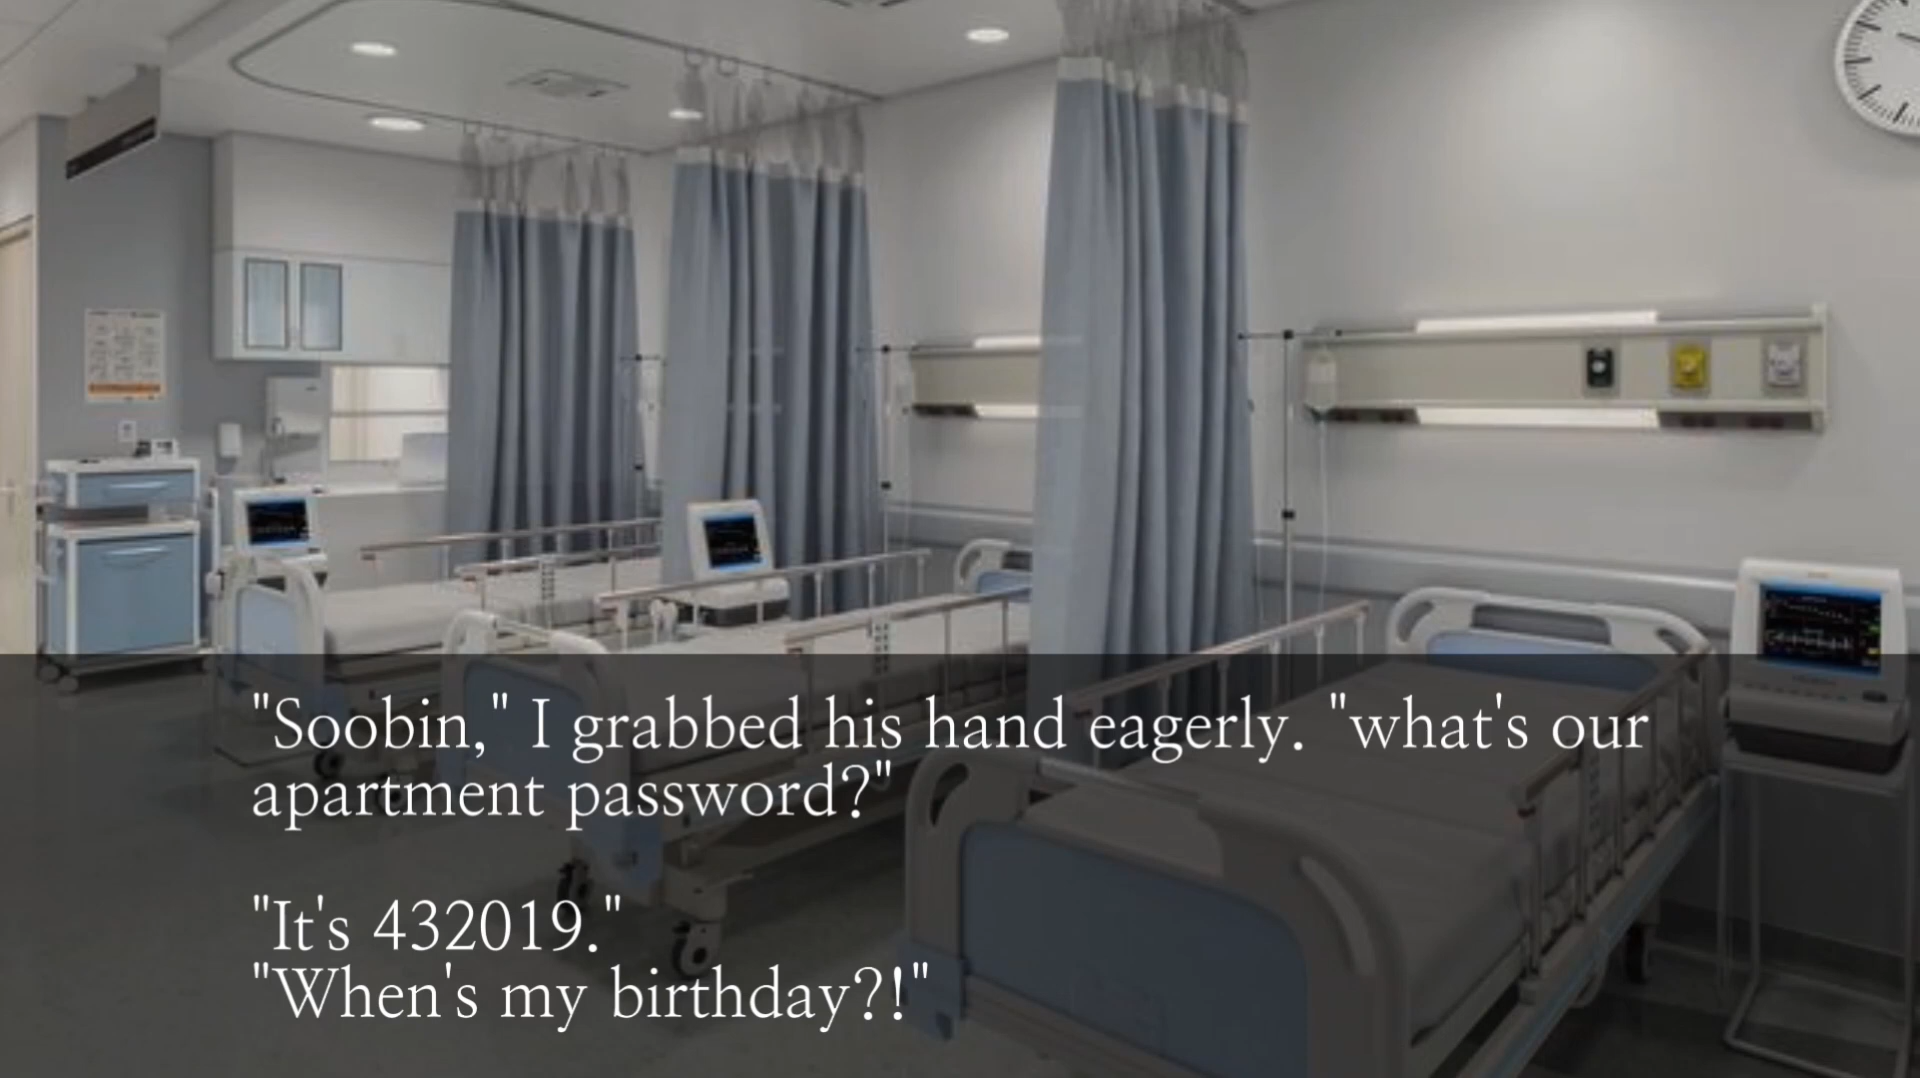 "Soobin," I grabbed his hand eagerly. "what's our
apartment password?"
"It's 432019."
"When's my birthday?!"